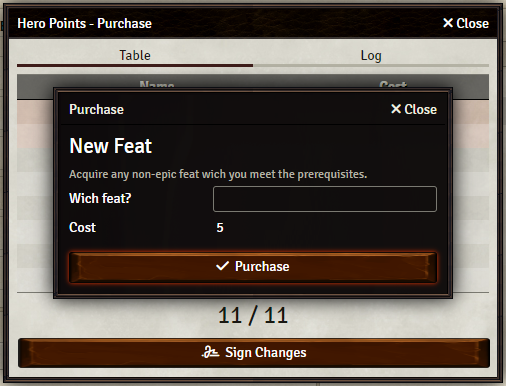 Hero Points - Purchase
Close
Table
Log
Name
Cost
Purchase
Close
New Feat
Acquire any non-epic feat wich you meet the prerequisites.
Wich feat?
Cost
5
Purchase
11 / 11
Sign Changes